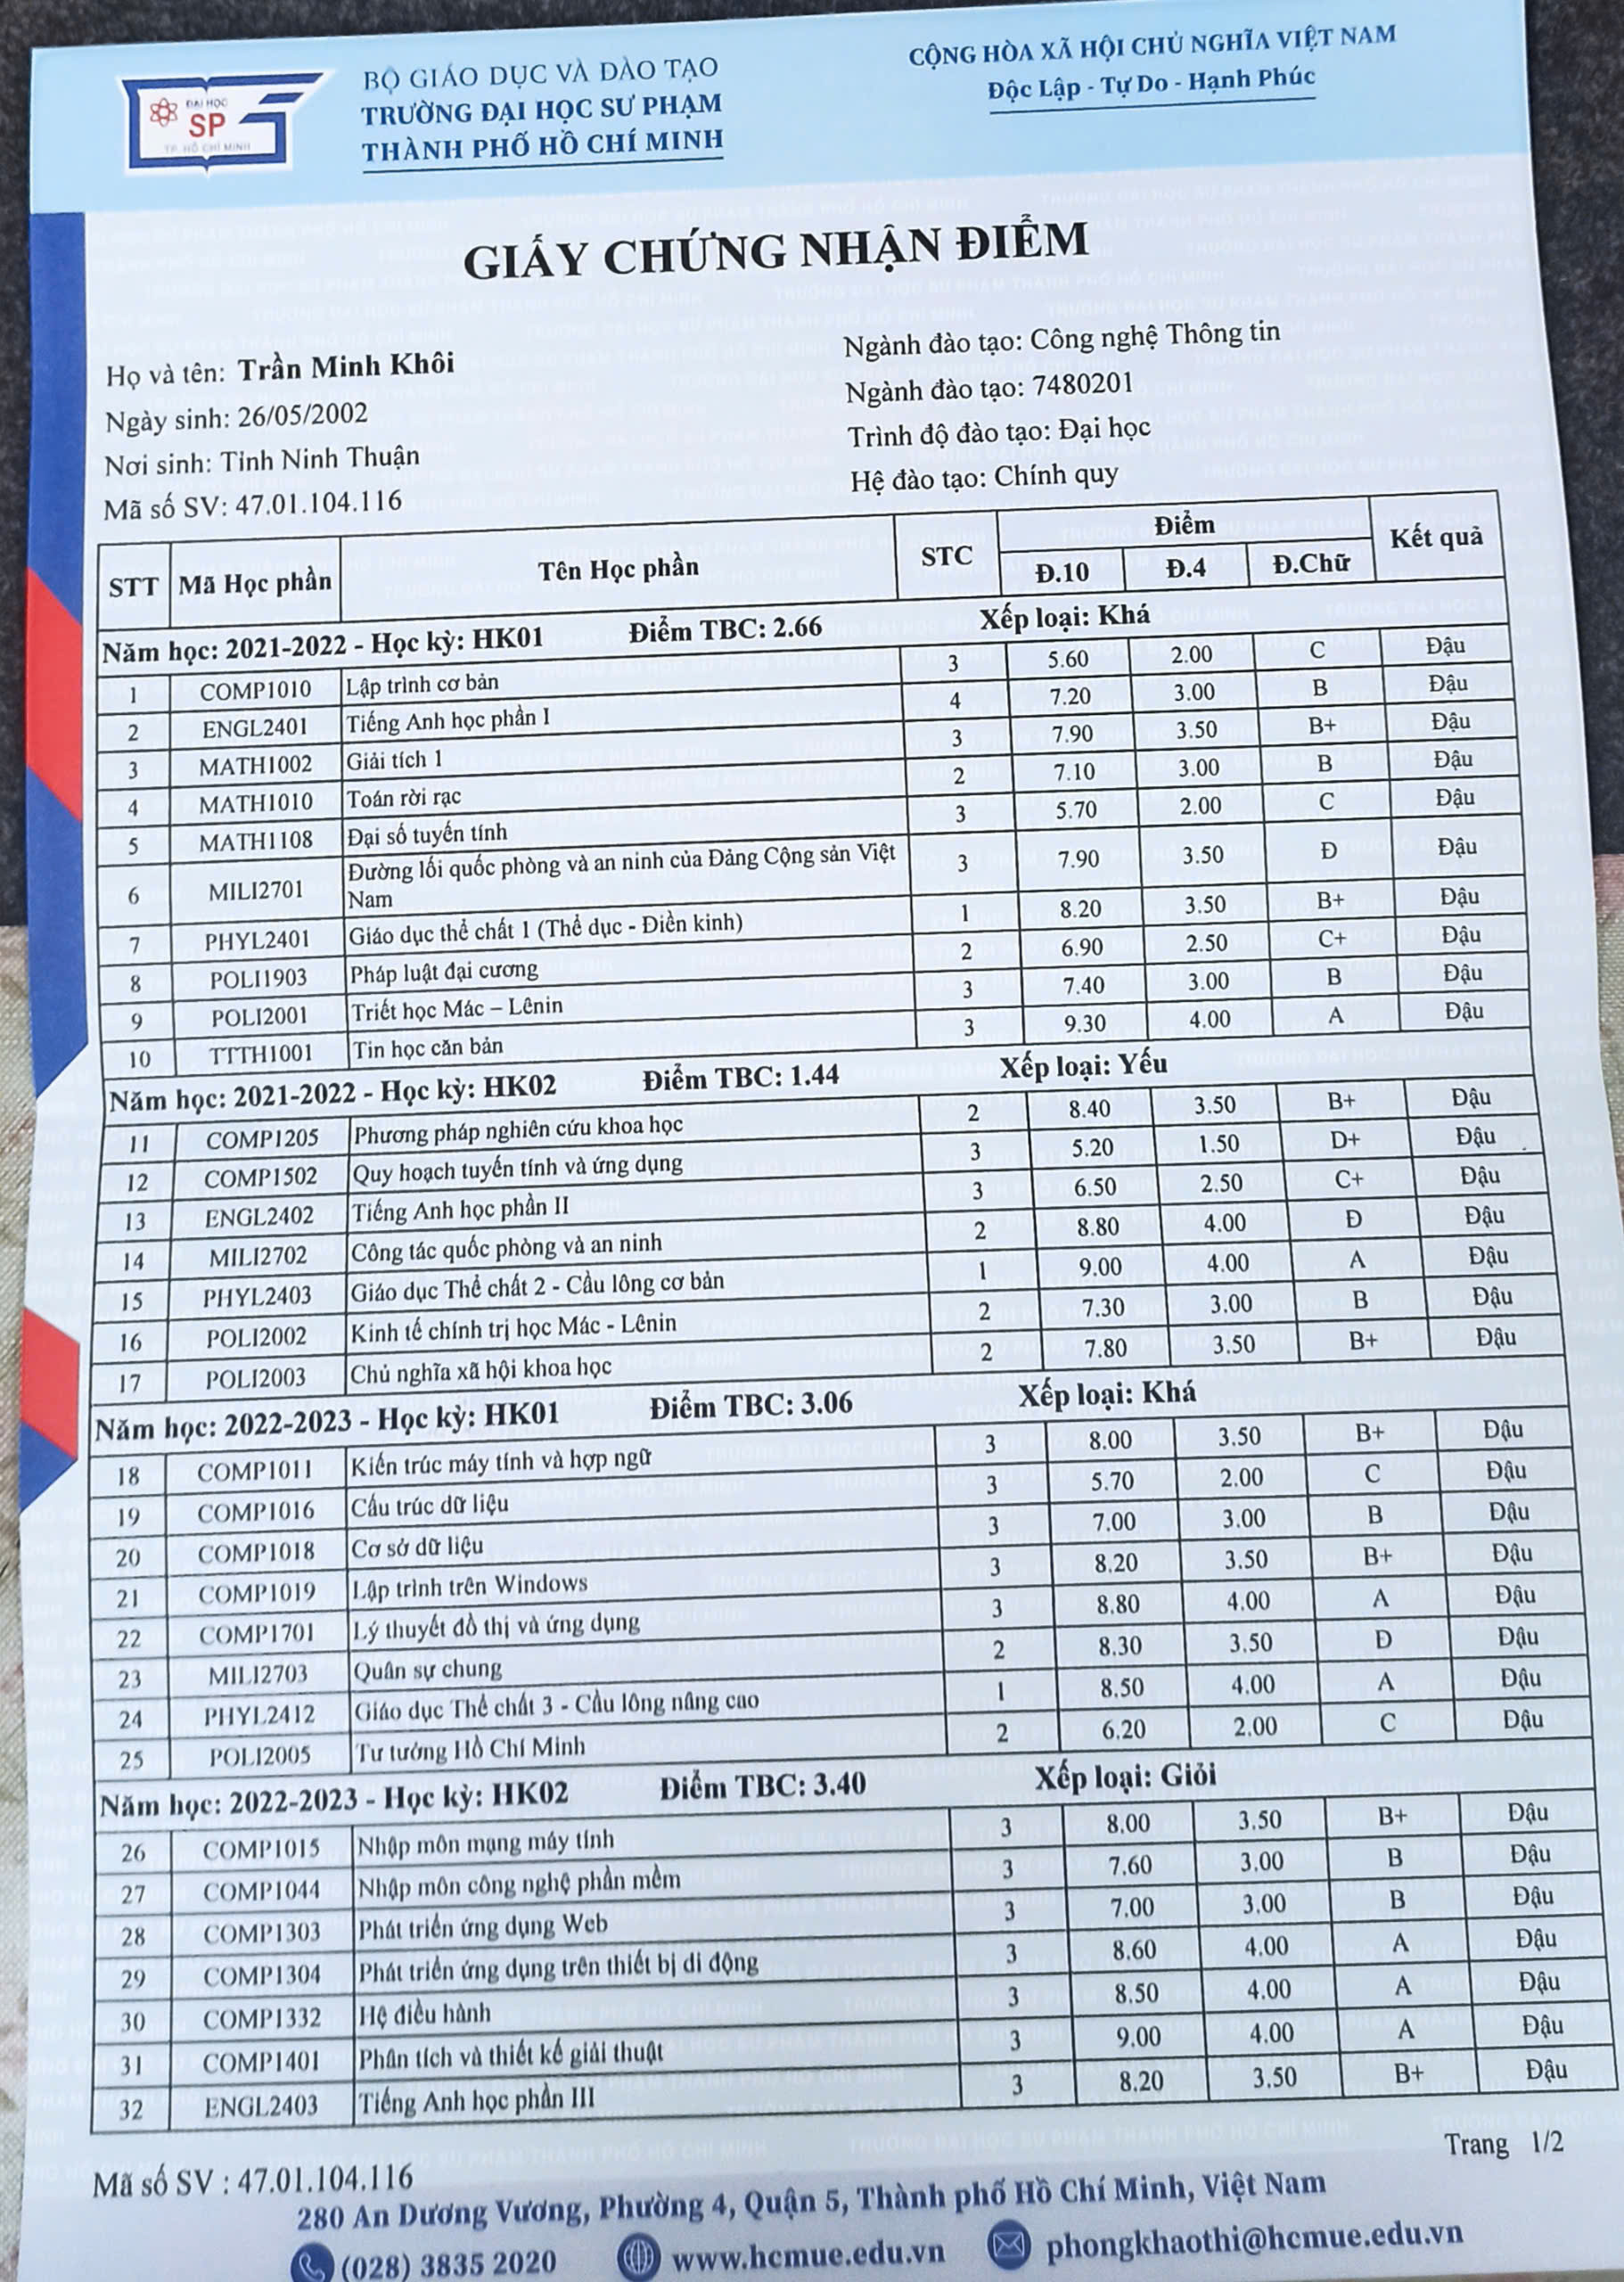 ĐẠI HỌC
SP
TP. HỒ CHÍ MINH
BỘ GIÁO DỤC VÀ ĐÀO TẠO
TRƯỜNG ĐẠI HỌC SƯ PHẠM
THÀNH PHỐ HỒ CHÍ MINH
CỘNG HÒA XÃ HỘI CHỦ NGHĨA VIỆT NAM
Độc Lập - Tự Do - Hạnh Phúc
GIẤY CHỨNG NHẬN ĐIỂM
Họ và tên: Trần Minh Khôi
Ngày sinh: 26/05/2002
Nơi sinh: Tỉnh Ninh Thuận
Mã số SV: 47.01.104.116
Ngành đào tạo: Công nghệ Thông tin
Ngành đào tạo: 7480201
Trình độ đào tạo: Đại học
Hệ đào tạo: Chính quy
STT Mã Học phần Tên Học phần STC Điểm Kết quả
Đ.10 Đ.4 Đ.Chữ
Năm học: 2021-2022 - Học kỳ: HK01 Điểm TBC: 2.66 Xếp loại: Khá
1 COMP1010 Lập trình cơ bản 3 5.60 2.00 C Đậu
2 ENGL2401 Tiếng Anh học phần I 4 7.20 3.00 B Đậu
3 MATH1002 Giải tích 1 3 7.90 3.50 B+ Đậu
4 MATH1010 Toán rời rạc 2 7.10 3.00 B Đậu
5 MATH1108 Đại số tuyến tính 3 5.70 2.00 C Đậu
6 MILI2701 Đường lối quốc phòng và an ninh của Đảng Cộng sản Việt 3 7.90 3.50 Đ Đậu
Nam
7 PHYL2401 Giáo dục thể chất 1 (Thể dục - Điền kinh) 1 8.20 3.50 B+ Đậu
8 POLI1903 Pháp luật đại cương 2 6.90 2.50 C+ Đậu
9 POLI2001 Triết học Mác – Lênin 3 7.40 3.00 B Đậu
10 TTTH1001 Tin học căn bản 3 9.30 4.00 A Đậu
Năm học: 2021-2022 - Học kỳ: HK02 Điểm TBC: 1.44 Xếp loại: Yếu
11 COMP1205 Phương pháp nghiên cứu khoa học 2 8.40 3.50 B+ Đậu
12 COMP1502 Quy hoạch tuyến tính và ứng dụng 3 5.20 1.50 D+ Đậu
13 ENGL2402 Tiếng Anh học phần II 3 6.50 2.50 C+ Đậu
14 MILI2702 Công tác quốc phòng và an ninh 2 8.80 4.00 Đ Đậu
15 PHYL2403 Giáo dục Thể chất 2 - Cầu lông cơ bản 1 9.00 4.00 A Đậu
16 POLI2002 Kinh tế chính trị học Mác - Lênin 2 7.30 3.00 B Đậu
17 POLI2003 Chủ nghĩa xã hội khoa học 2 7.80 3.50 B+ Đậu
Năm học: 2022-2023 - Học kỳ: HK01 Điểm TBC: 3.06 Xếp loại: Khá
18 COMP1011 Kiến trúc máy tính và hợp ngữ 3 8.00 3.50 B+ Đậu
19 COMP1016 Cấu trúc dữ liệu 3 5.70 2.00 C Đậu
20 COMP1018 Cơ sở dữ liệu 3 7.00 3.00 B Đậu
21 COMP1019 Lập trình trên Windows 3 8.20 3.50 B+ Đậu
22 COMP1701 Lý thuyết đồ thị và ứng dụng 3 8.80 4.00 A Đậu
23 MILI2703 Quân sự chung 2 8.30 3.50 Đ Đậu
24 PHYL2412 Giáo dục Thể chất 3 - Cầu lông nâng cao 1 8.50 4.00 A Đậu
25 POLI2005 Tư tưởng Hồ Chí Minh 2 6.20 2.00 C Đậu
Năm học: 2022-2023 - Học kỳ: HK02 Điểm TBC: 3.40 Xếp loại: Giỏi
26 COMP1015 Nhập môn mạng máy tính 3 8.00 3.50 B+ Đậu
27 COMP1044 Nhập môn công nghệ phần mềm 3 7.60 3.00 B Đậu
28 COMP1303 Phát triển ứng dụng Web 3 7.00 3.00 B Đậu
29 COMP1304 Phát triển ứng dụng trên thiết bị di động 3 8.60 4.00 A Đậu
30 COMP1332 Hệ điều hành 3 8.50 4.00 A Đậu
31 COMP1401 Phân tích và thiết kế giải thuật 3 9.00 4.00 A Đậu
32 ENGL2403 Tiếng Anh học phần III 3 8.20 3.50 B+ Đậu
Mã số SV : 47.01.104.116
Trang 1/2
280 An Dương Vương, Phường 4, Quận 5, Thành phố Hồ Chí Minh, Việt Nam
(028) 3835 2020 www.hcmue.edu.vn phongkhaothi@hcmue.edu.vn